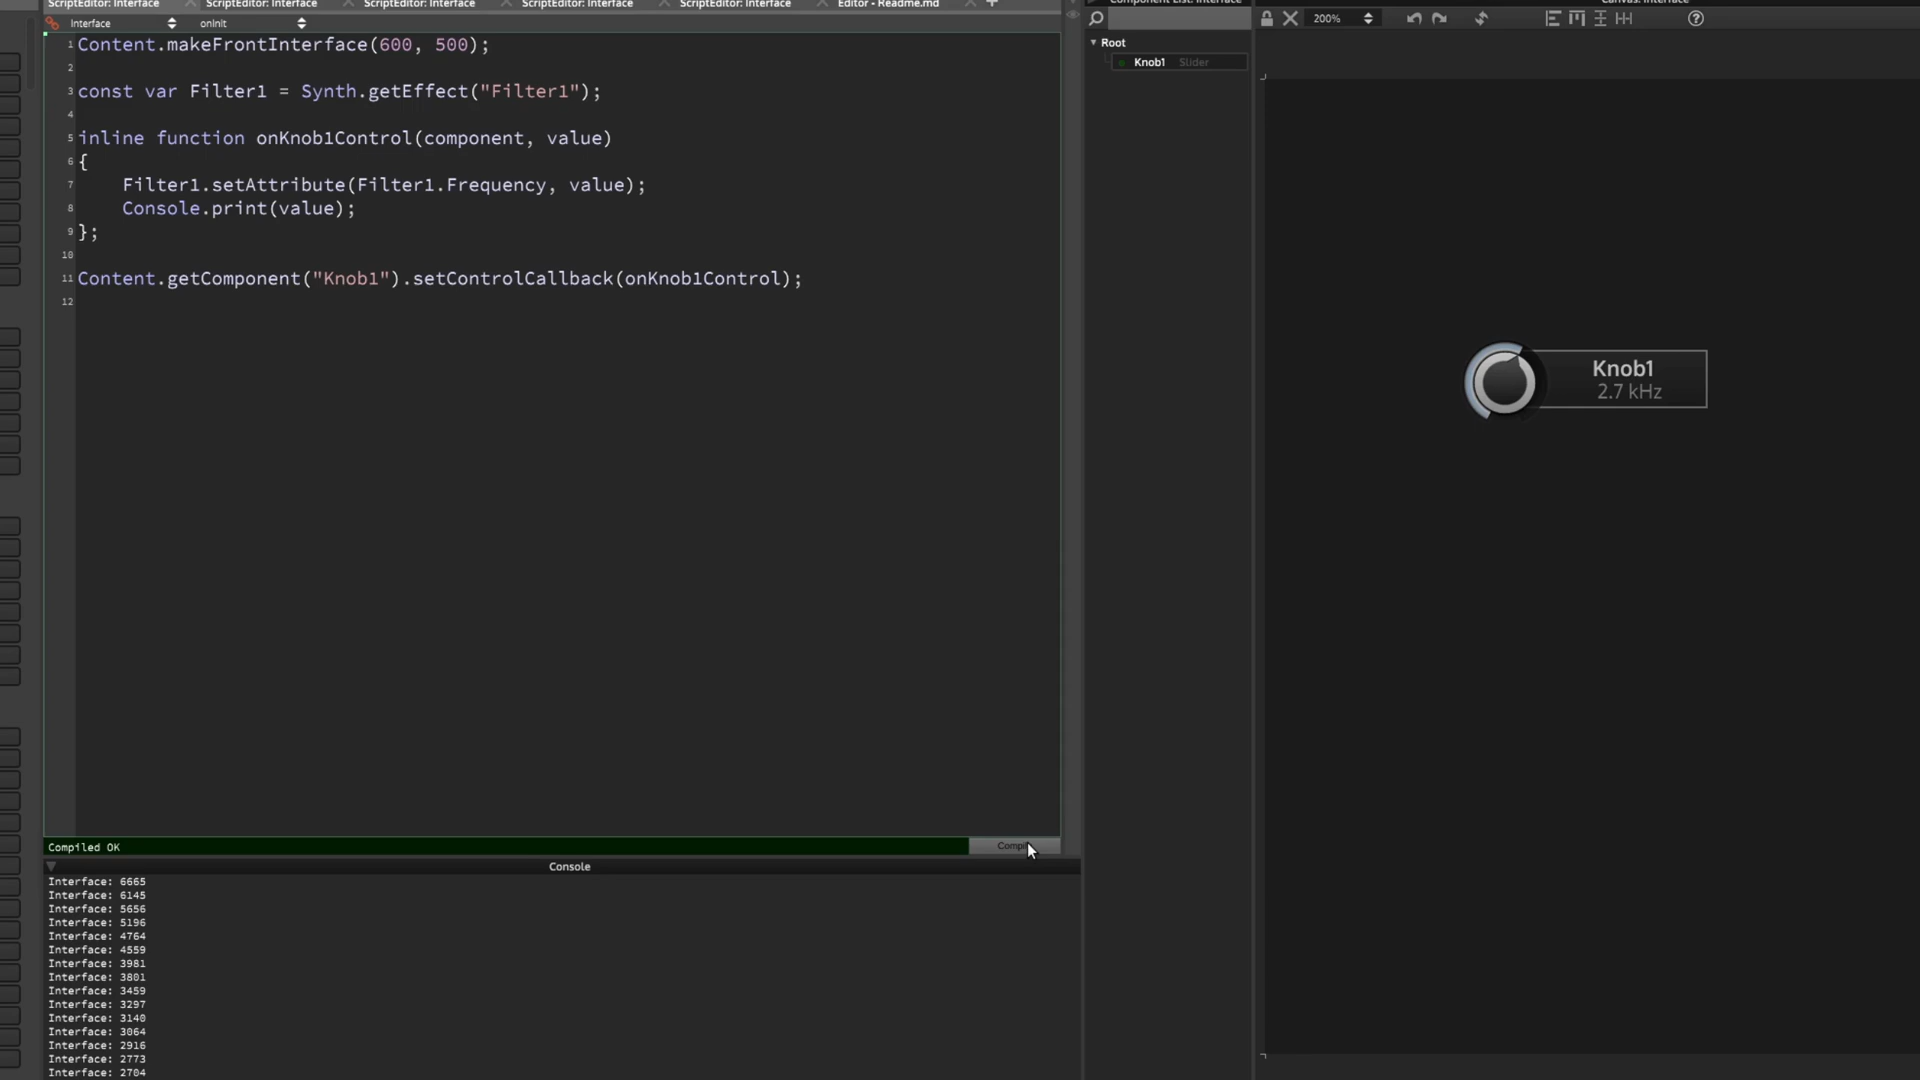 ScriptEditor: Interface ScriptEditor: Interface ScriptEditor: Interface ScriptEditor: Interface ScriptEditor: Interface Editor - Readme.md
Interface onInit
1 Content.makeFrontInterface(600, 500);
2
3 const var Filter1 = Synth.getEffect("Filter1");
4
5 inline function onKnob1Control(component, value)
6 {
7 Filter1.setAttribute(Filter1.Frequency, value);
8 Console.print(value);
9 };
10
11 Content.getComponent("Knob1").setControlCallback(onKnob1Control);
12
Compiled OK
Console
Interface: 6665
Interface: 6145
Interface: 5656
Interface: 5196
Interface: 4764
Interface: 4559
Interface: 3981
Interface: 3801
Interface: 3459
Interface: 3297
Interface: 3140
Interface: 3064
Interface: 2916
Interface: 2773
Interface: 2704
Component List: Interface
Root
Knob1 Slider
Canvas: Interface
200%
Knob1
2.7 kHz